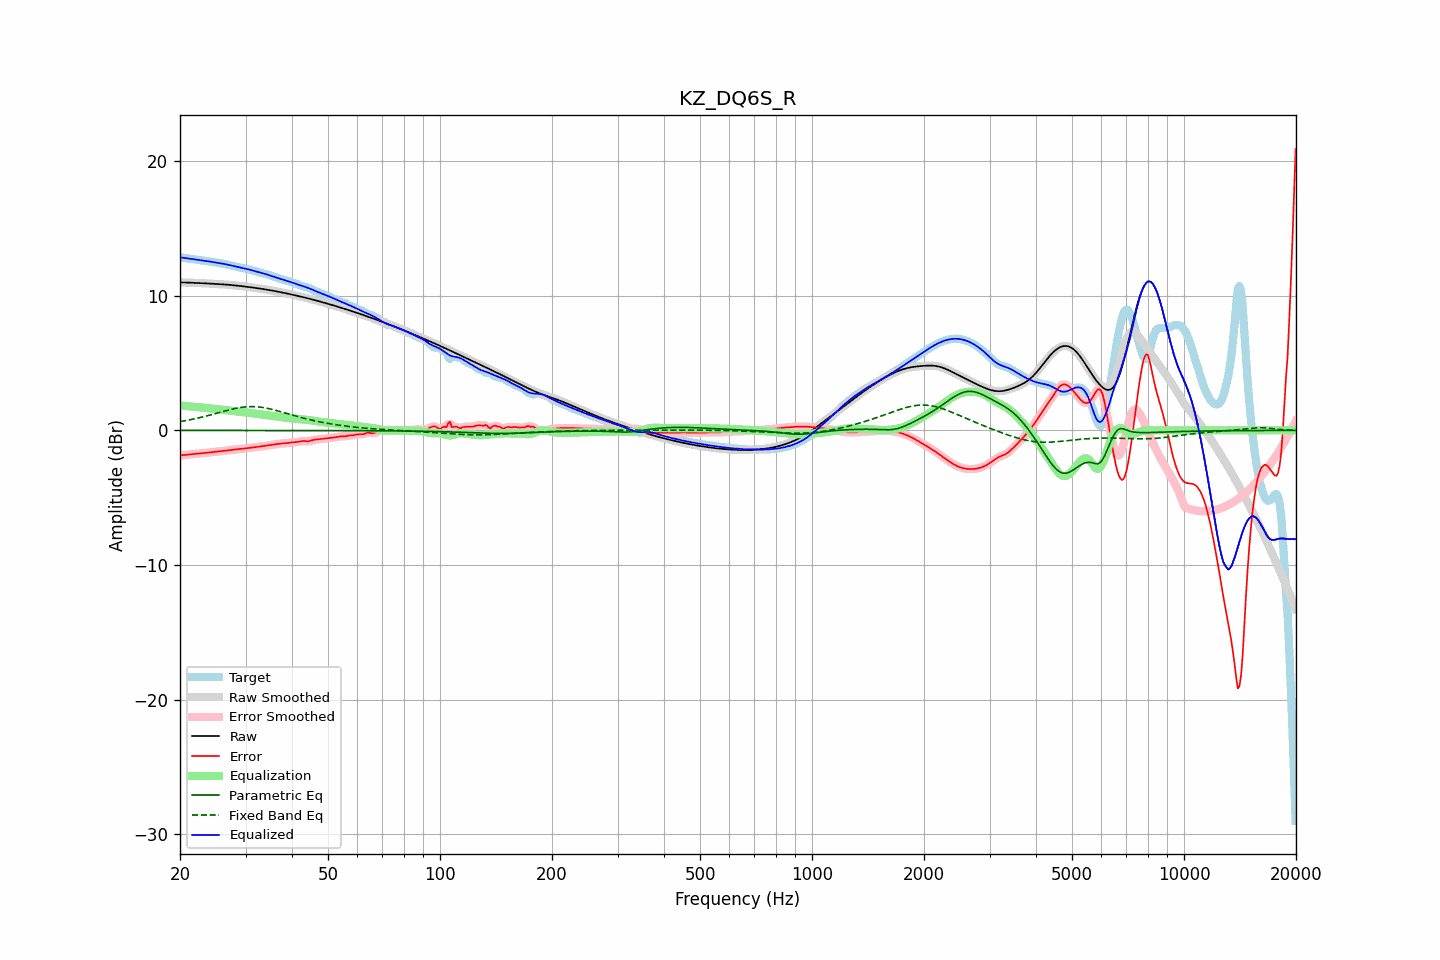 KZ_DQ6S_R
20
10
0
−10
−20
−30
Amplitude (dBr)
Target
Raw Smoothed
Error Smoothed
Raw
Error
Equalization
Parametric Eq
Fixed Band Eq
Equalized
20 50 100 200 500 1000 2000 5000 10000 20000
Frequency (Hz)